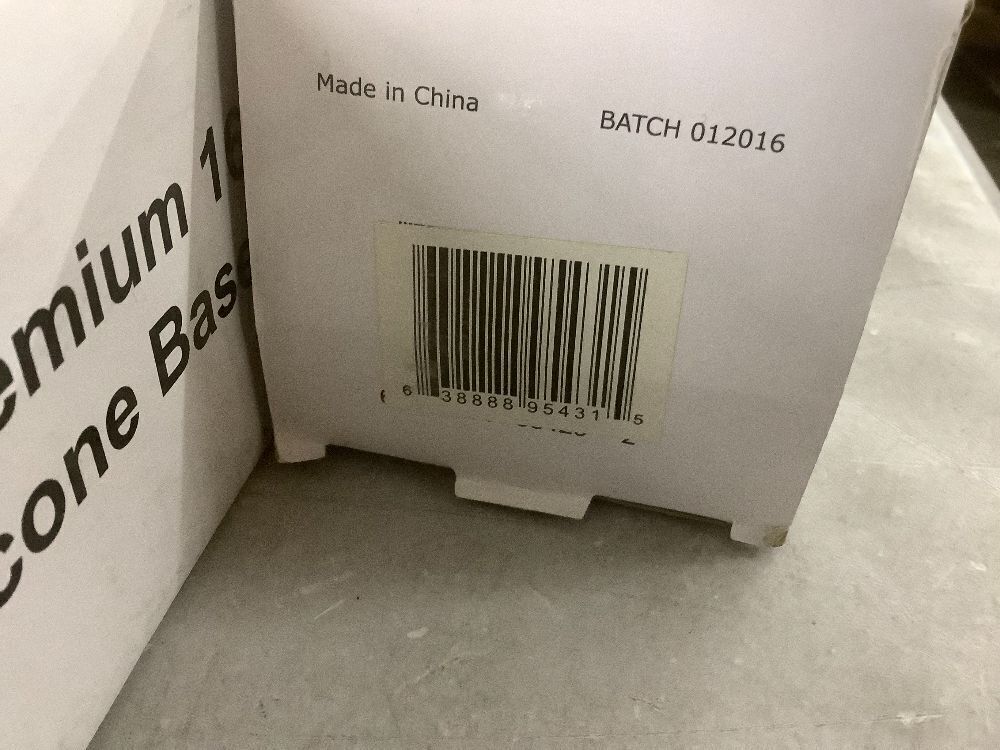 Made in China
BATCH 012016
6 38888 95431 5
emium 1
cone Bas